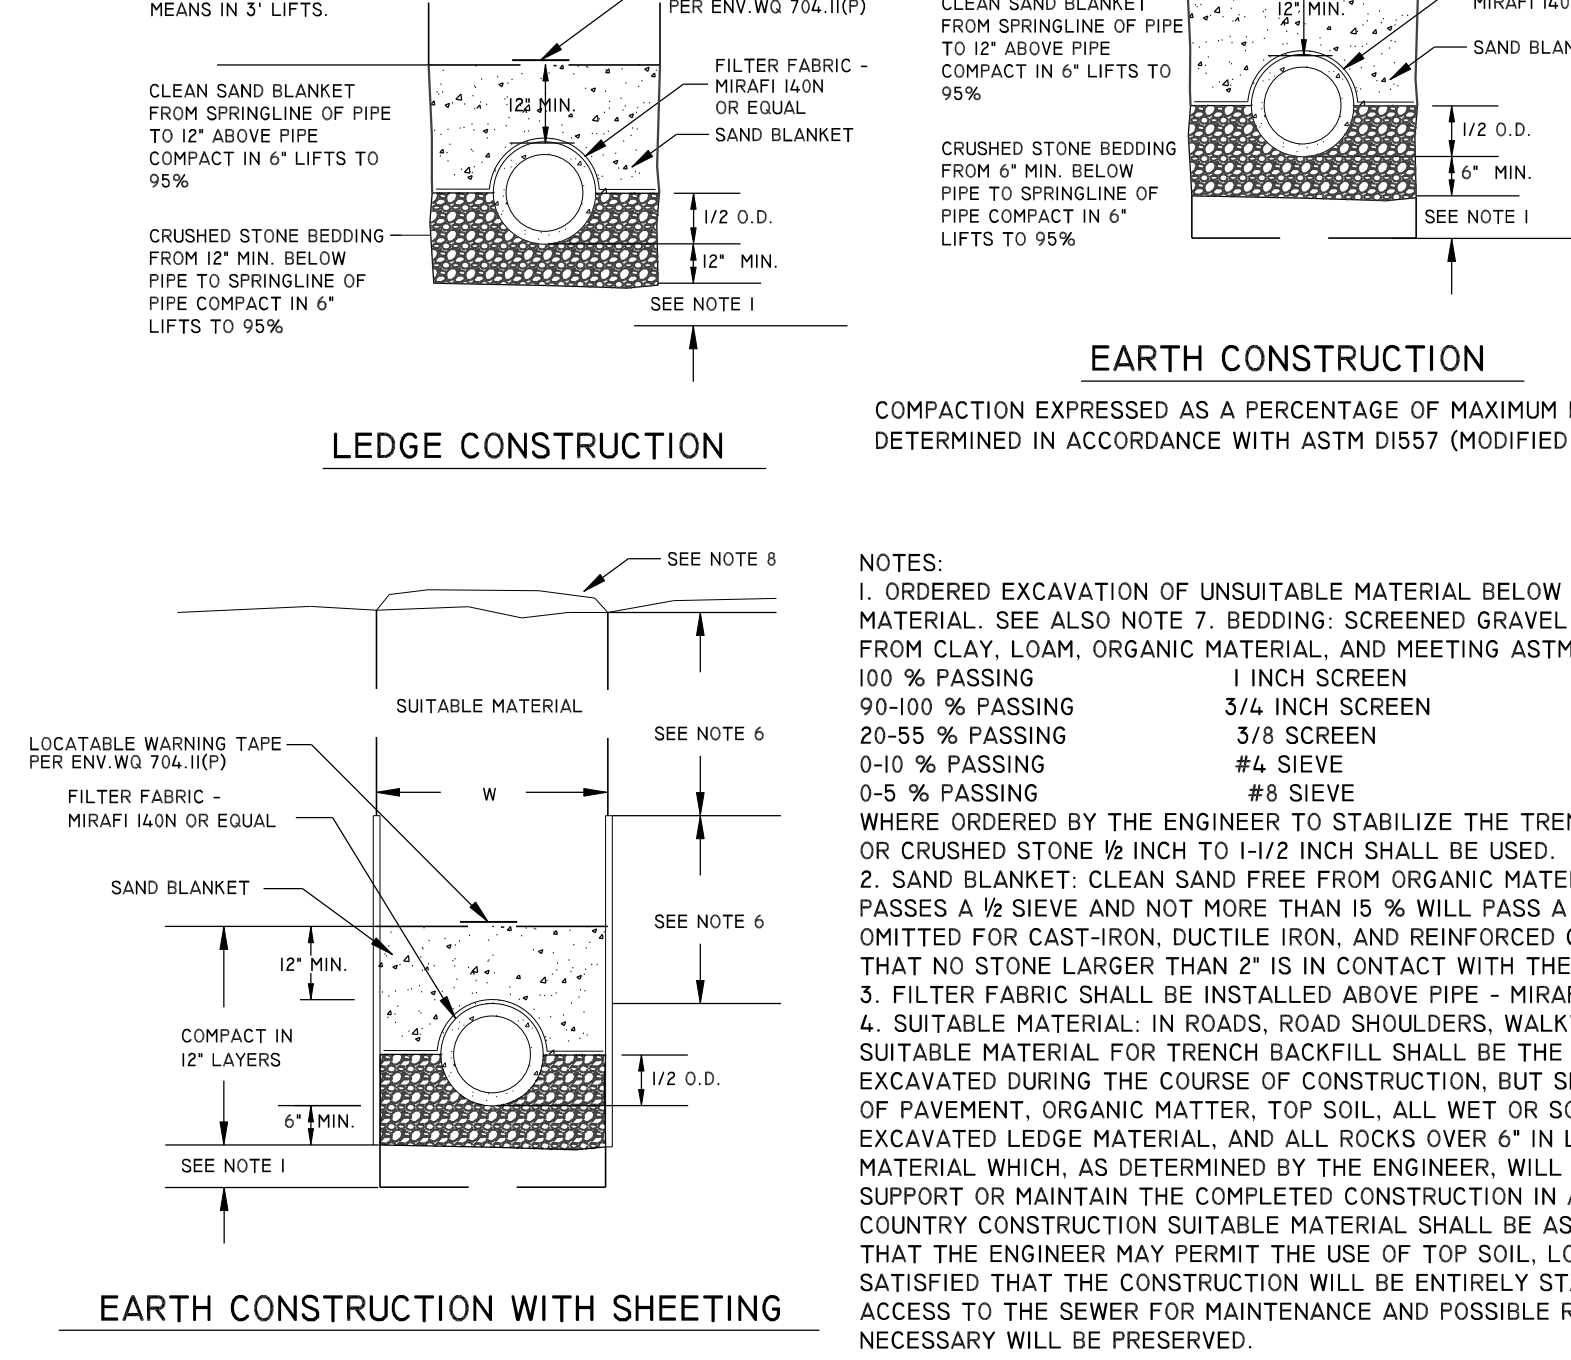 MEANS IN 3' LIFTS.
PER ENV.WQ 704.11(P)
CLEAN SAND BLANKET
FROM SPRINGLINE OF PIPE
TO 12" ABOVE PIPE
COMPACT IN 6" LIFTS TO
95%
12" MIN.
FILTER FABRIC -
MIRAFI 140N
OR EQUAL
SAND BLANKET
CRUSHED STONE BEDDING
FROM 12" MIN. BELOW
PIPE TO SPRINGLINE OF
PIPE COMPACT IN 6"
LIFTS TO 95%
1/2 O.D.
12" MIN.
SEE NOTE 1
LEDGE CONSTRUCTION
CLEAN SAND BLANKET
FROM SPRINGLINE OF PIPE
TO 12" ABOVE PIPE
COMPACT IN 6" LIFTS TO
95%
12" MIN.
MIRAFI 140
SAND BLAN
CRUSHED STONE BEDDING
FROM 6" MIN. BELOW
PIPE TO SPRINGLINE OF
PIPE COMPACT IN 6"
LIFTS TO 95%
1/2 O.D.
6" MIN.
SEE NOTE 1
EARTH CONSTRUCTION
COMPACTION EXPRESSED AS A PERCENTAGE OF MAXIMUM
DETERMINED IN ACCORDANCE WITH ASTM D1557 (MODIFIED
SEE NOTE 8
SUITABLE MATERIAL
SEE NOTE 6
LOCATABLE WARNING TAPE
PER ENV.WQ 704.11(P)
W
FILTER FABRIC -
MIRAFI 140N OR EQUAL
SAND BLANKET
SEE NOTE 6
12" MIN.
COMPACT IN
12" LAYERS
1/2 O.D.
6" MIN.
SEE NOTE 1
EARTH CONSTRUCTION WITH SHEETING
NOTES:
1. ORDERED EXCAVATION OF UNSUITABLE MATERIAL BELOW
MATERIAL. SEE ALSO NOTE 7. BEDDING: SCREENED GRAVEL
FROM CLAY, LOAM, ORGANIC MATERIAL, AND MEETING ASTM
100 % PASSING 1 INCH SCREEN
90-100 % PASSING 3/4 INCH SCREEN
20-55 % PASSING 3/8 SCREEN
0-10 % PASSING #4 SIEVE
0-5 % PASSING #8 SIEVE
WHERE ORDERED BY THE ENGINEER TO STABILIZE THE TREN
OR CRUSHED STONE ½ INCH TO 1-1/2 INCH SHALL BE USED.
2. SAND BLANKET: CLEAN SAND FREE FROM ORGANIC MATE
PASSES A ½ SIEVE AND NOT MORE THAN 15 % WILL PASS A
OMITTED FOR CAST-IRON, DUCTILE IRON, AND REINFORCED
THAT NO STONE LARGER THAN 2" IS IN CONTACT WITH THE
3. FILTER FABRIC SHALL BE INSTALLED ABOVE PIPE - MIRAF
4. SUITABLE MATERIAL: IN ROADS, ROAD SHOULDERS, WALK
SUITABLE MATERIAL FOR TRENCH BACKFILL SHALL BE THE
EXCAVATED DURING THE COURSE OF CONSTRUCTION, BUT S
OF PAVEMENT, ORGANIC MATTER, TOP SOIL, ALL WET OR SO
EXCAVATED LEDGE MATERIAL, AND ALL ROCKS OVER 6" IN L
MATERIAL WHICH, AS DETERMINED BY THE ENGINEER, WILL
SUPPORT OR MAINTAIN THE COMPLETED CONSTRUCTION IN A
COUNTRY CONSTRUCTION SUITABLE MATERIAL SHALL BE AS
THAT THE ENGINEER MAY PERMIT THE USE OF TOP SOIL, LO
SATISFIED THAT THE CONSTRUCTION WILL BE ENTIRELY STA
ACCESS TO THE SEWER FOR MAINTENANCE AND POSSIBLE R
NECESSARY WILL BE PRESERVED.